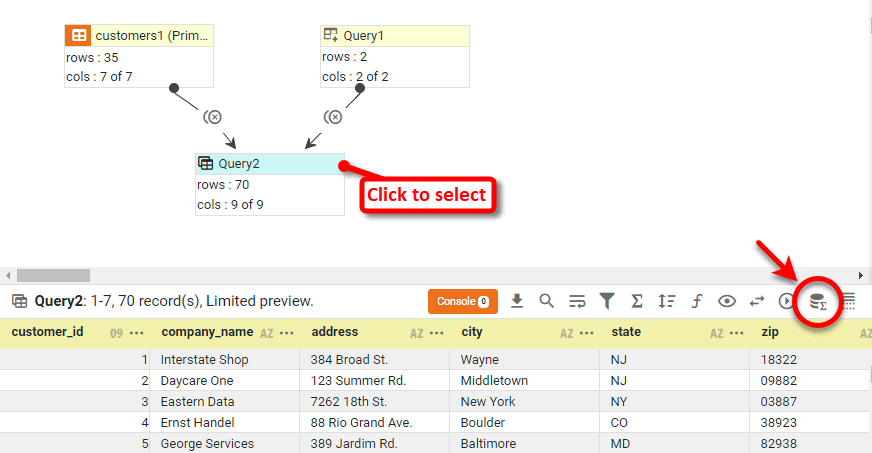 customers1 (Prim...
rows : 35
cols : 7 of 7
Query1
rows : 2
cols : 2 of 2
Query2
rows : 70
cols : 9 of 9
Click to select
Query2: 1-7, 70 record(s), Limited preview.
Console 0
customer_id 09 ••• company_name AZ ••• address AZ ••• city AZ ••• state AZ ••• zip AZ
1 Interstate Shop 384 Broad St. Wayne NJ 18322
2 Daycare One 123 Summer Rd. Middletown NJ 09882
3 Eastern Data 7262 18th St. New York NY 03887
4 Ernst Handel 88 Rio Grand Ave. Boulder CO 38923
5 George Services 389 Jardim Rd. Baltimore MD 82938